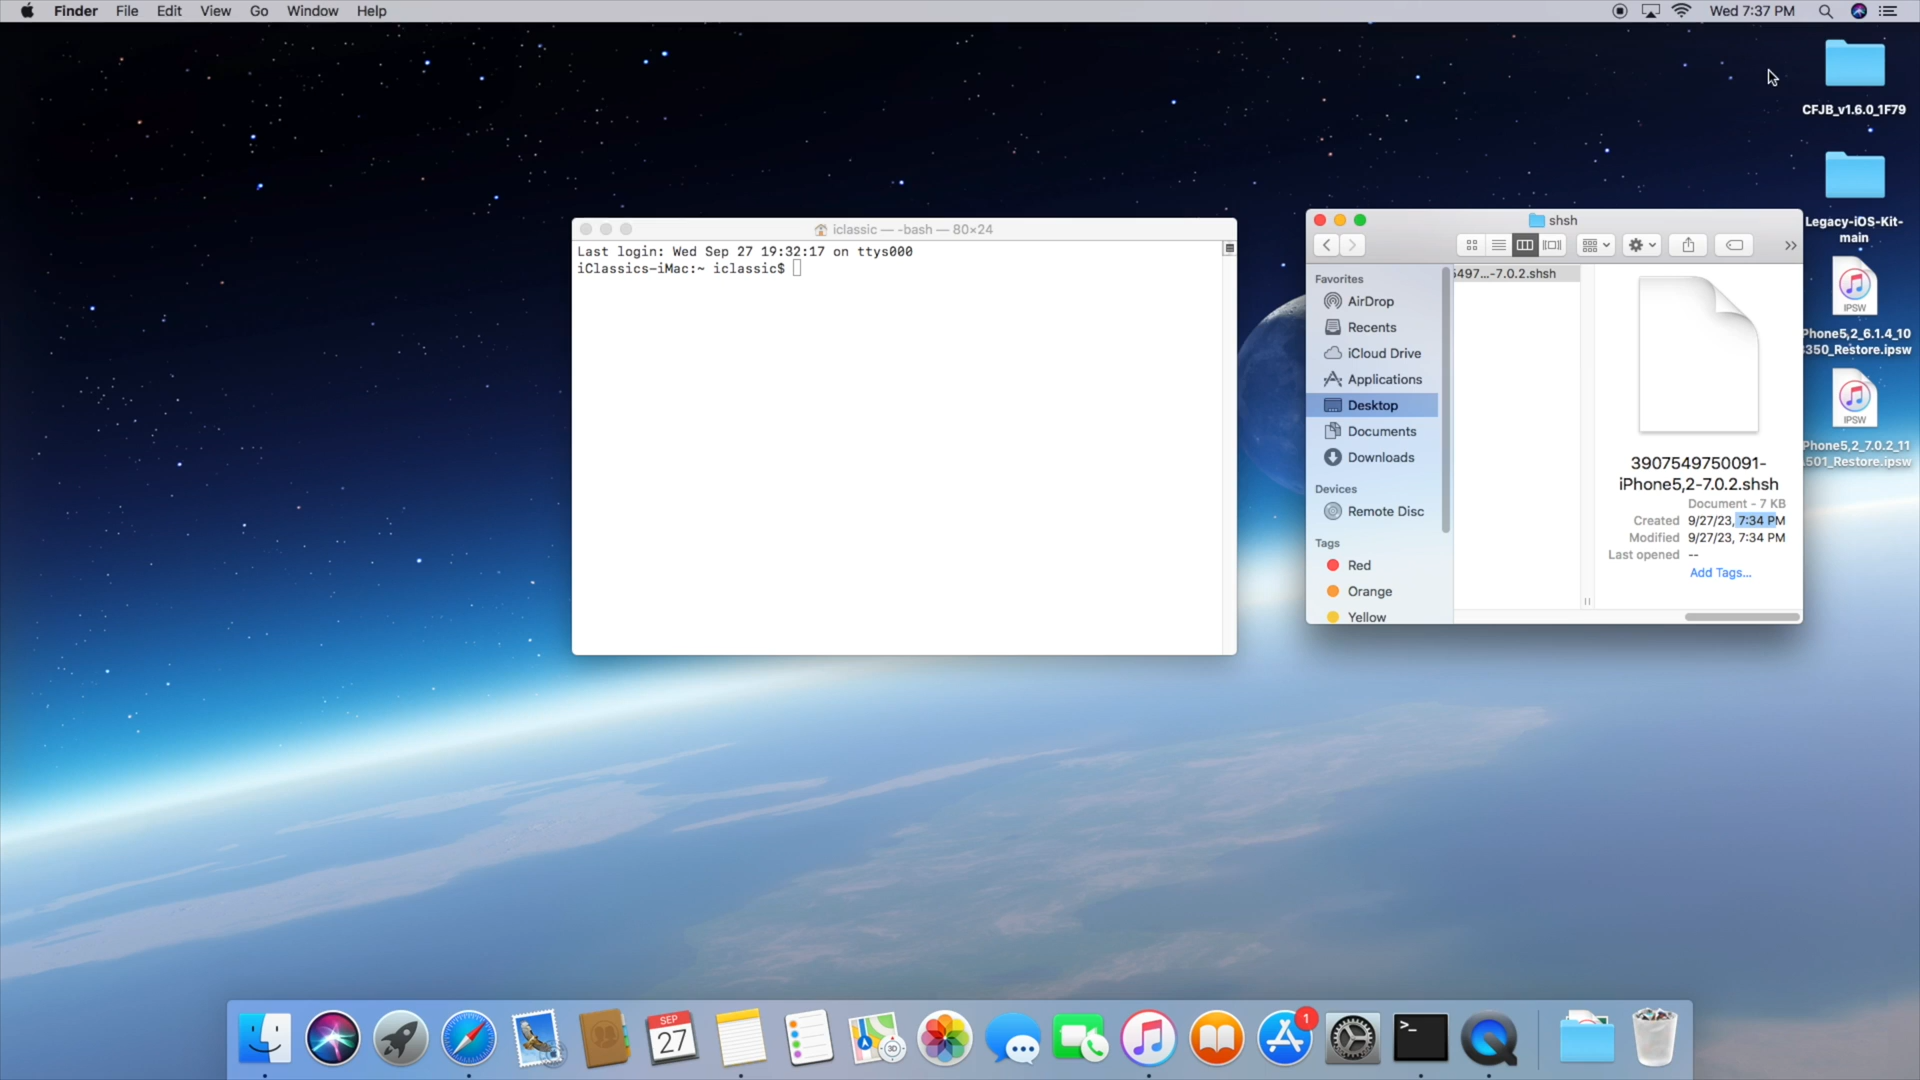 Finder File Edit View Go Window Help
Wed 7:37 PM
CFJB_v1.6.0_1F79
Legacy-iOS-Kit-
main
IPSW
Phone5,2_6.1.4_10
350_Restore.ipsw
IPSW
Phone5,2_7.0.2_11
501_Restore.ipsw
iclassic — -bash — 80×24
Last login: Wed Sep 27 19:32:17 on ttys000
iClassics-iMac:~ iclassic$
shsh
Favorites
AirDrop
Recents
iCloud Drive
Applications
Desktop
Documents
Downloads
Devices
Remote Disc
Tags
Red
Orange
Yellow
5497...-7.0.2.shsh
3907549750091-
iPhone5,2-7.0.2.shsh
Document - 7 KB
Created 9/27/23, 7:34 PM
Modified 9/27/23, 7:34 PM
Last opened --
Add Tags...
SEP
27
3D
1
>_